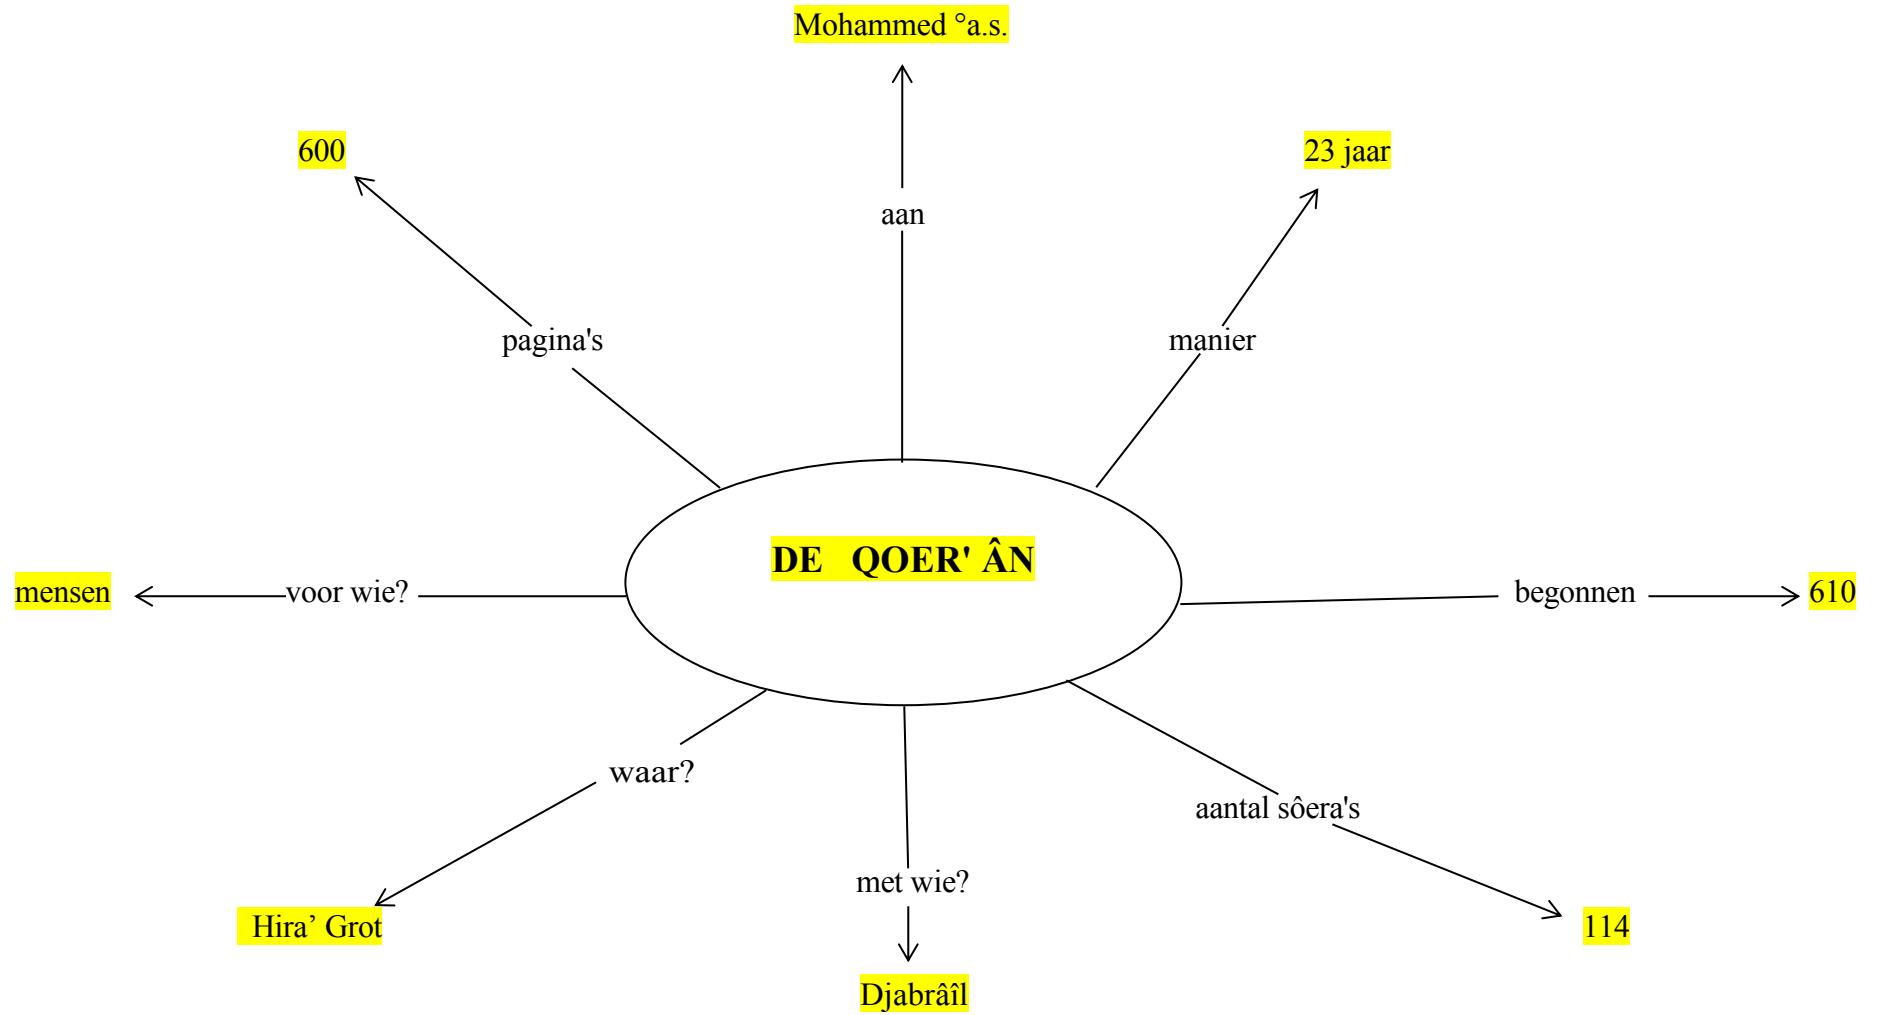 Mohammed °a.s.
600
23 jaar
aan
pagina's
manier
DE QOER' ÂN
mensen
voor wie?
begonnen
610
waar?
aantal sôera's
met wie?
Hira’ Grot
114
Djabrâîl